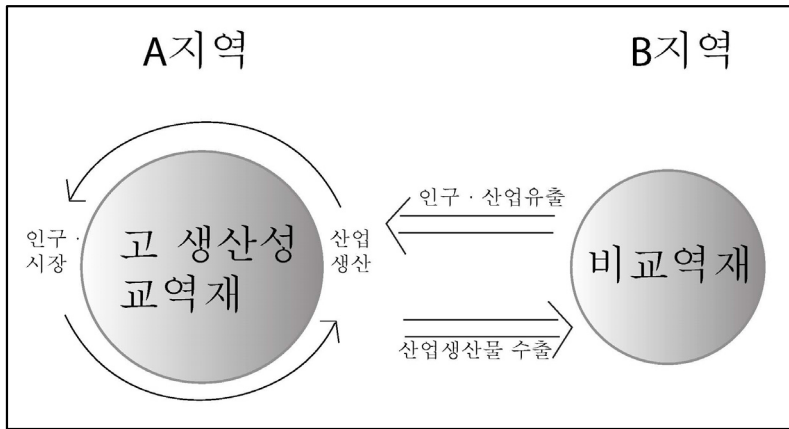 A지역
B지역
인구 ·
시장
고 생산성
교역재
산업
생산
인구 · 산업유출
산업생산물 수출
비교역재